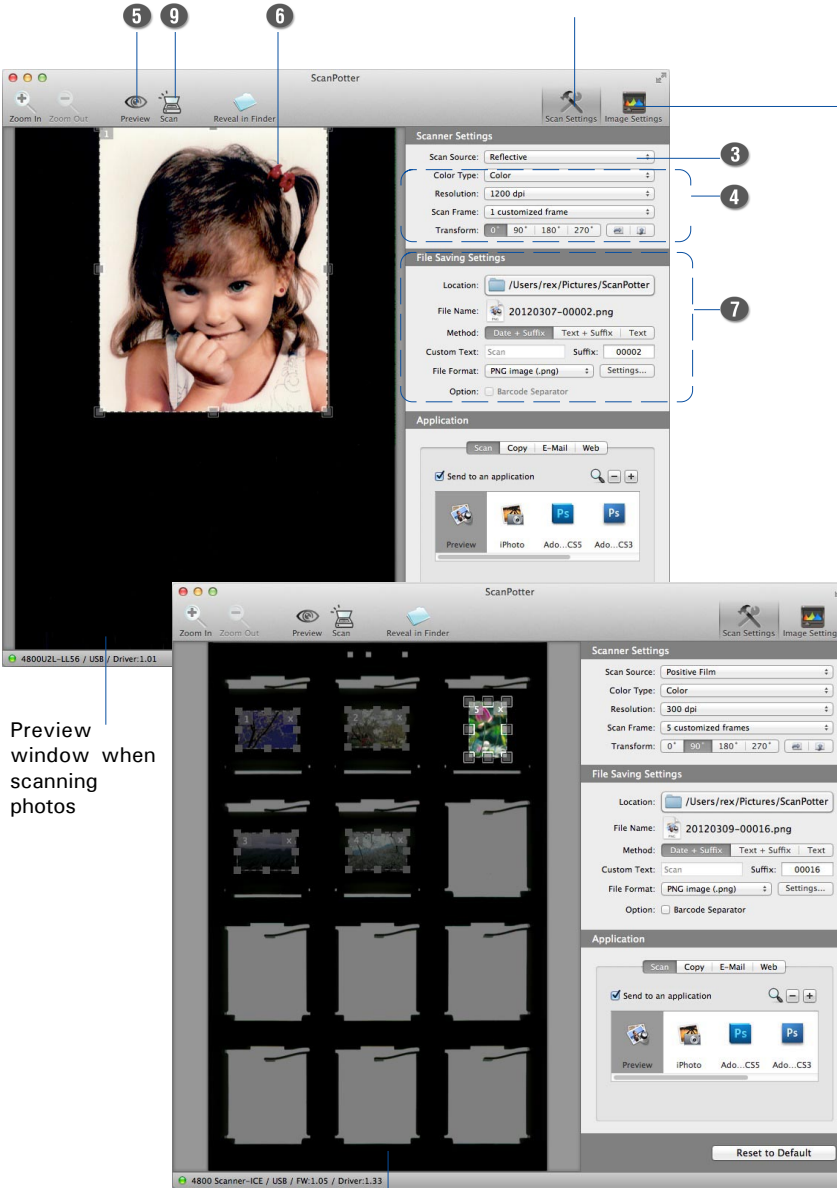 5 9 6
ScanPotter
Zoom In Zoom Out Preview Scan Reveal in Finder Scan Settings Image Settings
1
Scanner Settings
Scan Source: Reflective
3
Color Type: Color
Resolution: 1200 dpi
4
Scan Frame: 1 customized frame
Transform: 0° 90° 180° 270°
File Saving Settings
Location: /Users/rex/Pictures/ScanPotter
File Name: 20120307-00002.png
7
Method: Date + Suffix Text + Suffix Text
Custom Text: Scan Suffix: 00002
File Format: PNG image (.png) Settings...
Option: Barcode Separator
Application
Scan Copy E-Mail Web
Send to an application
Ps Ps
Preview iPhoto Ado...CS5 Ado...CS3
4800U2L-LL56 / USB / Driver:1.01
Preview
window when
scanning
photos
ScanPotter
Zoom In Zoom Out Preview Scan Reveal in Finder Scan Settings Image Setting
Scanner Settings
Scan Source: Positive Film
Color Type: Color
Resolution: 300 dpi
Scan Frame: 5 customized frames
Transform: 0° 90° 180° 270°
1 x 2 x 5 x
3 x 4 x
File Saving Settings
Location: /Users/rex/Pictures/ScanPotter
File Name: 20120309-00016.png
Method: Date + Suffix Text + Suffix Text
Custom Text: Scan Suffix: 00016
File Format: PNG image (.png) Settings...
Option: Barcode Separator
Application
Scan Copy E-Mail Web
Send to an application
Ps Ps
Preview iPhoto Ado...CS5 Ado...CS3
Reset to Default
4800 Scanner-ICE / USB / FW:1.05 / Driver:1.33